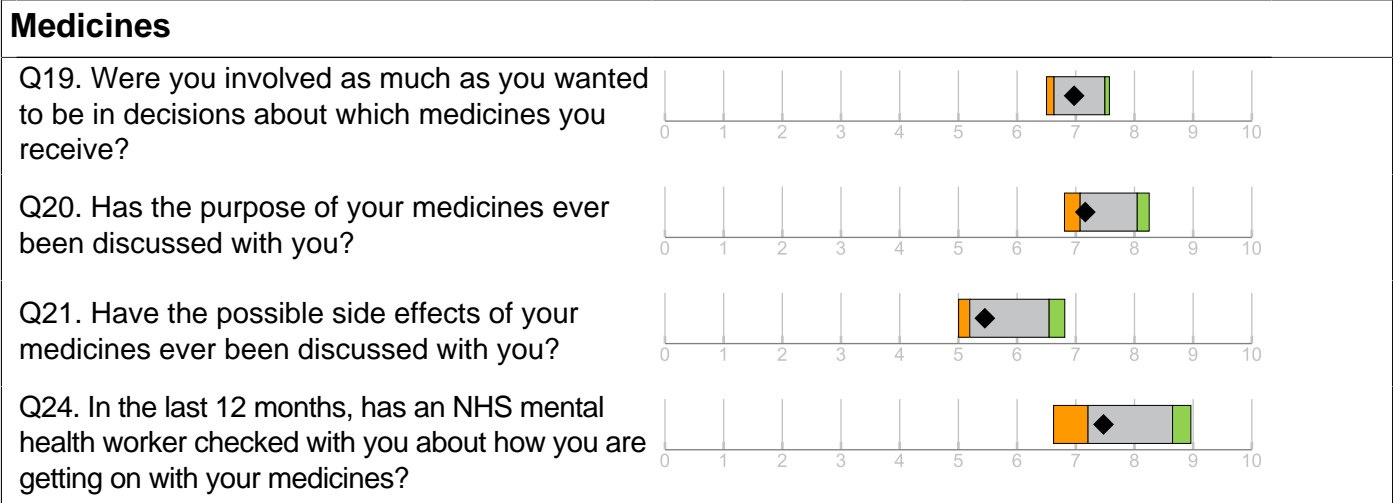 Medicines
Q19. Were you involved as much as you wanted
to be in decisions about which medicines you
receive?
0 1 2 3 4 5 6 7 8 9 10
Q20. Has the purpose of your medicines ever
been discussed with you?
0 1 2 3 4 5 6 7 8 9 10
Q21. Have the possible side effects of your
medicines ever been discussed with you?
0 1 2 3 4 5 6 7 8 9 10
Q24. In the last 12 months, has an NHS mental
health worker checked with you about how you are
getting on with your medicines?
0 1 2 3 4 5 6 7 8 9 10